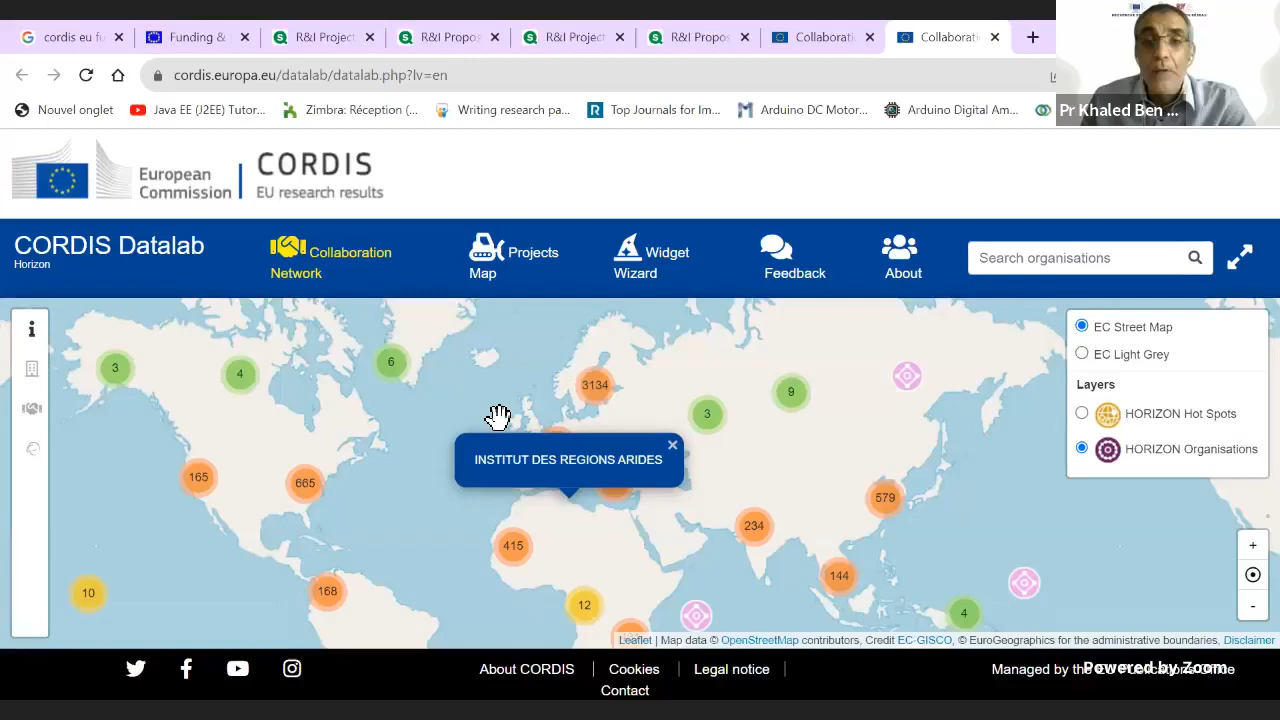 cordis eu fu
Funding &
R&I Project
R&I Propos
R&I Project
R&I Propos
Collaborati
Collaborati
cordis.europa.eu/datalab/datalab.php?lv=en
Nouvel onglet
Java EE (J2EE) Tutor...
Zimbra: Réception (...
Writing research pa...
Top Journals for Im...
Arduino DC Motor...
Arduino Digital Am...
Pr Khaled Ben ...
European
Commission
CORDIS
EU research results
CORDIS Datalab
Horizon
Collaboration
Network
Projects
Map
Widget
Wizard
Feedback
About
Search organisations
EC Street Map
EC Light Grey
Layers
HORIZON Hot Spots
HORIZON Organisations
3
4
6
3134
3
9
INSTITUT DES REGIONS ARIDES
165
665
579
415
234
144
10
168
12
4
+
-
Leaflet | Map data © OpenStreetMap contributors, Credit EC-GISCO, © EuroGeographics for the administrative boundaries, Disclaimer
About CORDIS
Cookies
Legal notice
Contact
Managed by the
Powered by Zoom